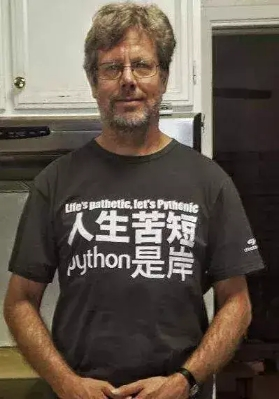 Life's pathetic, let's Pythonic
人生苦短
python是岸